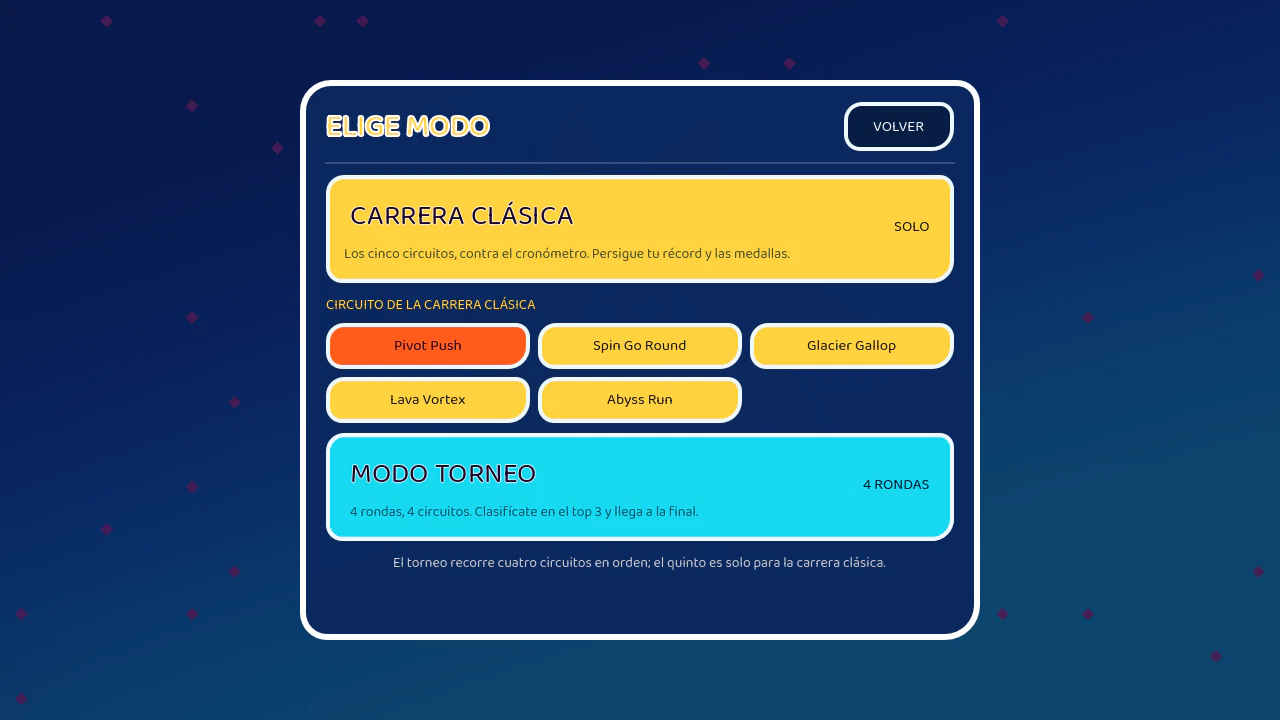 ELIGE MODO
VOLVER
CARRERA CLÁSICA
SOLO
Los cinco circuitos, contra el cronómetro. Persigue tu récord y las medallas.
CIRCUITO DE LA CARRERA CLÁSICA
Pivot Push
Spin Go Round
Glacier Gallop
Lava Vortex
Abyss Run
MODO TORNEO
4 RONDAS
4 rondas, 4 circuitos. Clasifícate en el top 3 y llega a la final.
El torneo recorre cuatro circuitos en orden; el quinto es solo para la carrera clásica.